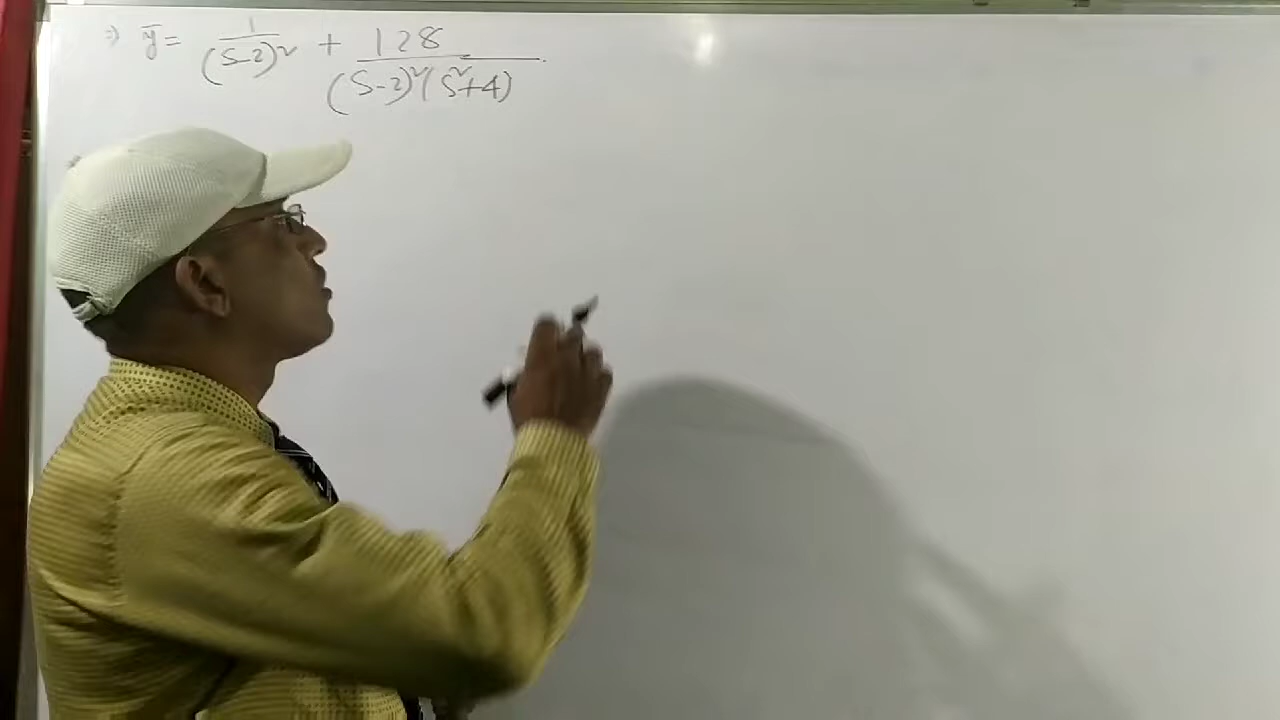 ⇒ ȳ = 1/(S-2)² + 128/((S-2)²(S²+4))